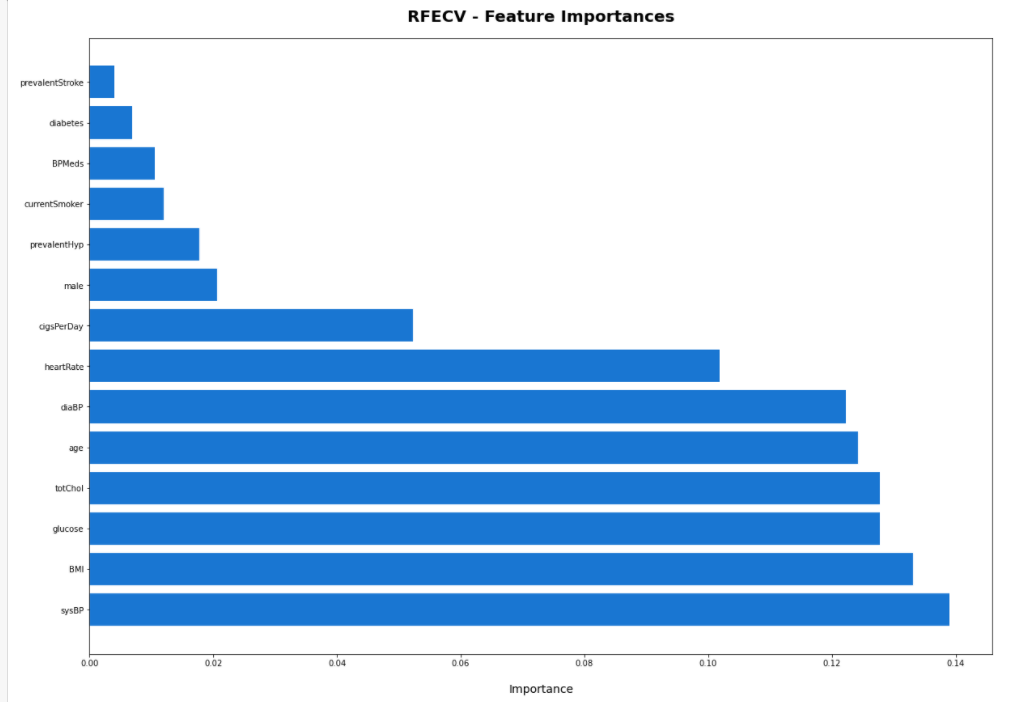 RFECV - Feature Importances
prevalentStroke
diabetes
BPMeds
currentSmoker
prevalentHyp
male
cigsPerDay
heartRate
diaBP
age
totChol
glucose
BMI
sysBP
0.00 0.02 0.04 0.06 0.08 0.10 0.12 0.14
Importance